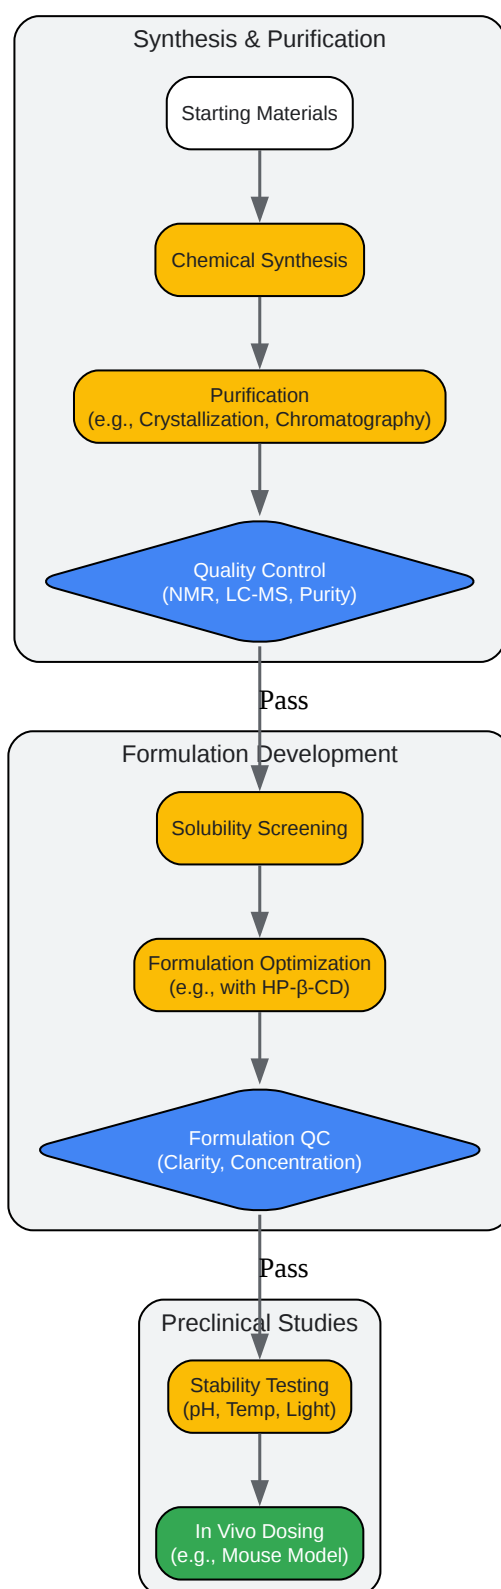 Synthesis & Purification
Starting Materials
Chemical Synthesis
Purification
(e.g., Crystallization, Chromatography)
Quality Control
(NMR, LC-MS, Purity)
Pass
Formulation Development
Solubility Screening
Formulation Optimization
(e.g., with HP-β-CD)
Formulation QC
(Clarity, Concentration)
Pass
Preclinical Studies
Stability Testing
(pH, Temp, Light)
In Vivo Dosing
(e.g., Mouse Model)